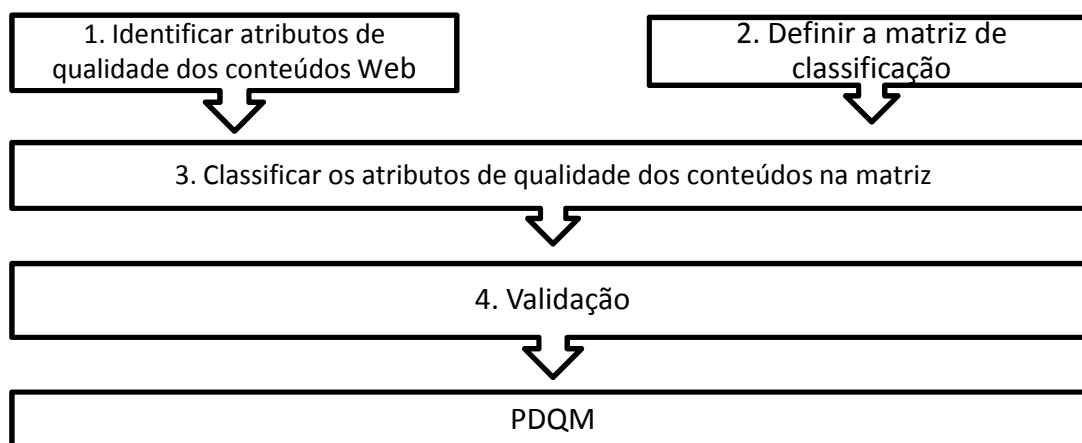 1. Identificar atributos de
qualidade dos conteúdos Web
2. Definir a matriz de
classificação
3. Classificar os atributos de qualidade dos conteúdos na matriz
4. Validação
PDQM